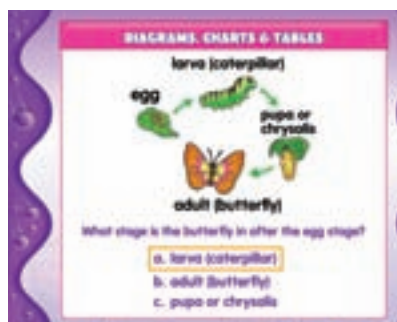 DIAGRAMS, CHARTS & TABLES
larva (caterpillar)
egg
pupa or
chrysalis
adult (butterfly)
What stage is the butterfly in after the egg stage?
a. larva (caterpillar)
b. adult (butterfly)
c. pupa or chrysalis